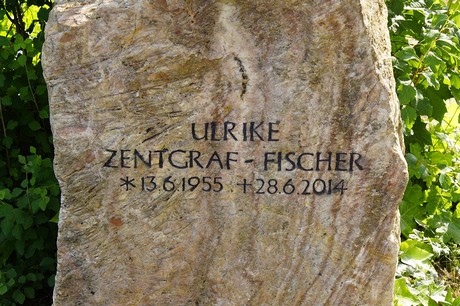 ULRIKE
ZENTGRAF-FISCHER
*13.6.1955 +28.6.2014